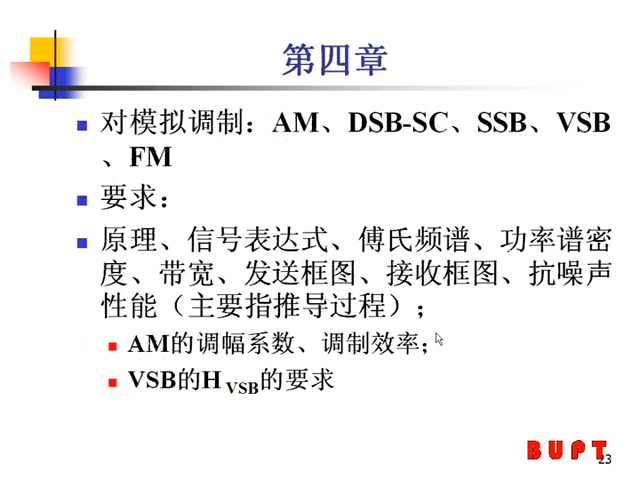 第四章
对模拟调制：AM、DSB-SC、SSB、VSB
、FM
要求：
原理、信号表达式、傅氏频谱、功率谱密
度、带宽、发送框图、接收框图、抗噪声
性能（主要指推导过程）；
AM的调幅系数、调制效率；
VSB的H VSB的要求
BUPT
23